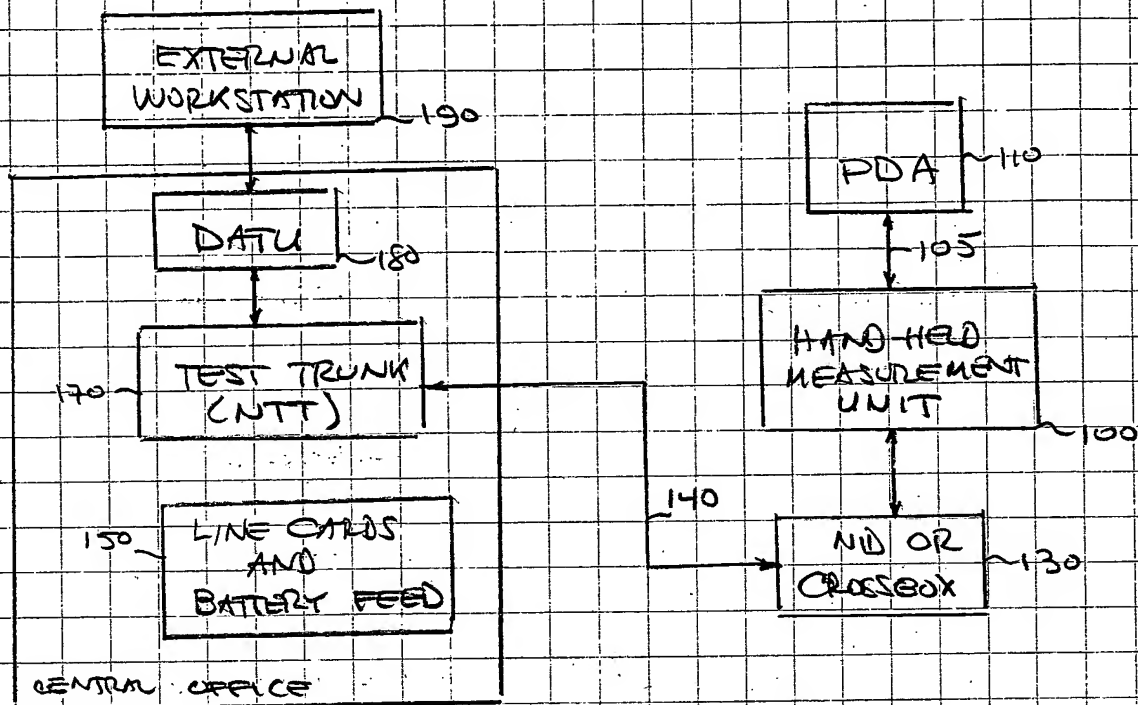 EXTERNAL
WORKSTATION
190
DATU
180
TEST TRUNK
(NTT)
170
150
LINE CARDS
AND
BATTERY FEED
CENTRAL OFFICE
PDA
110
105
HAND-HELD
MEASUREMENT
UNIT
100
140
NID OR
CROSSBOX
130